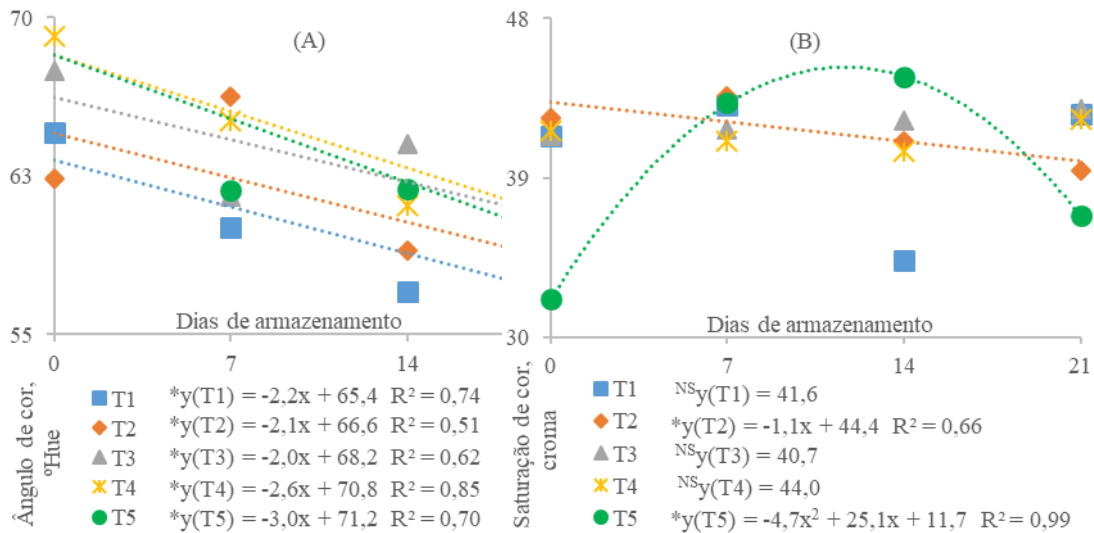 70
(A)
63
55
Dias de armazenamento
0 7 14
Ângulo de cor,
ºHue
T1 *y(T1) = -2,2x + 65,4 R² = 0,74
T2 *y(T2) = -2,1x + 66,6 R² = 0,51
T3 *y(T3) = -2,0x + 68,2 R² = 0,62
T4 *y(T4) = -2,6x + 70,8 R² = 0,85
T5 *y(T5) = -3,0x + 71,2 R² = 0,70
48
(B)
39
30
Dias de armazenamento
0 7 14 21
Saturação de cor,
croma
T1 ᴺˢy(T1) = 41,6
T2 *y(T2) = -1,1x + 44,4 R² = 0,66
T3 ᴺˢy(T3) = 40,7
T4 ᴺˢy(T4) = 44,0
T5 *y(T5) = -4,7x² + 25,1x + 11,7 R² = 0,99